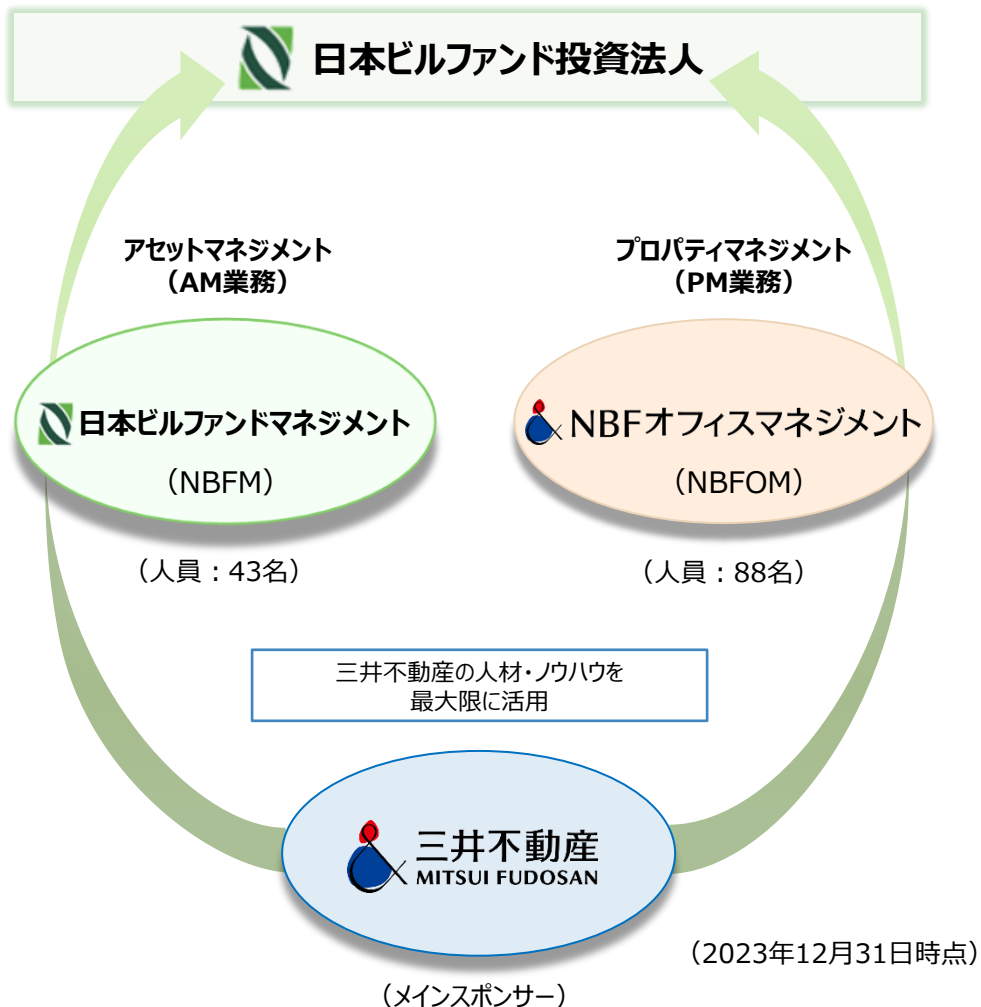 日本ビルファンド投資法人
アセットマネジメント
（AM業務）
プロパティマネジメント
（PM業務）
日本ビルファンドマネジメント
（NBFM）
NBFオフィスマネジメント
（NBFOM）
（人員：43名）
（人員：88名）
三井不動産の人材・ノウハウを
最大限に活用
三井不動産
MITSUI FUDOSAN
（2023年12月31日時点）
（メインスポンサー）